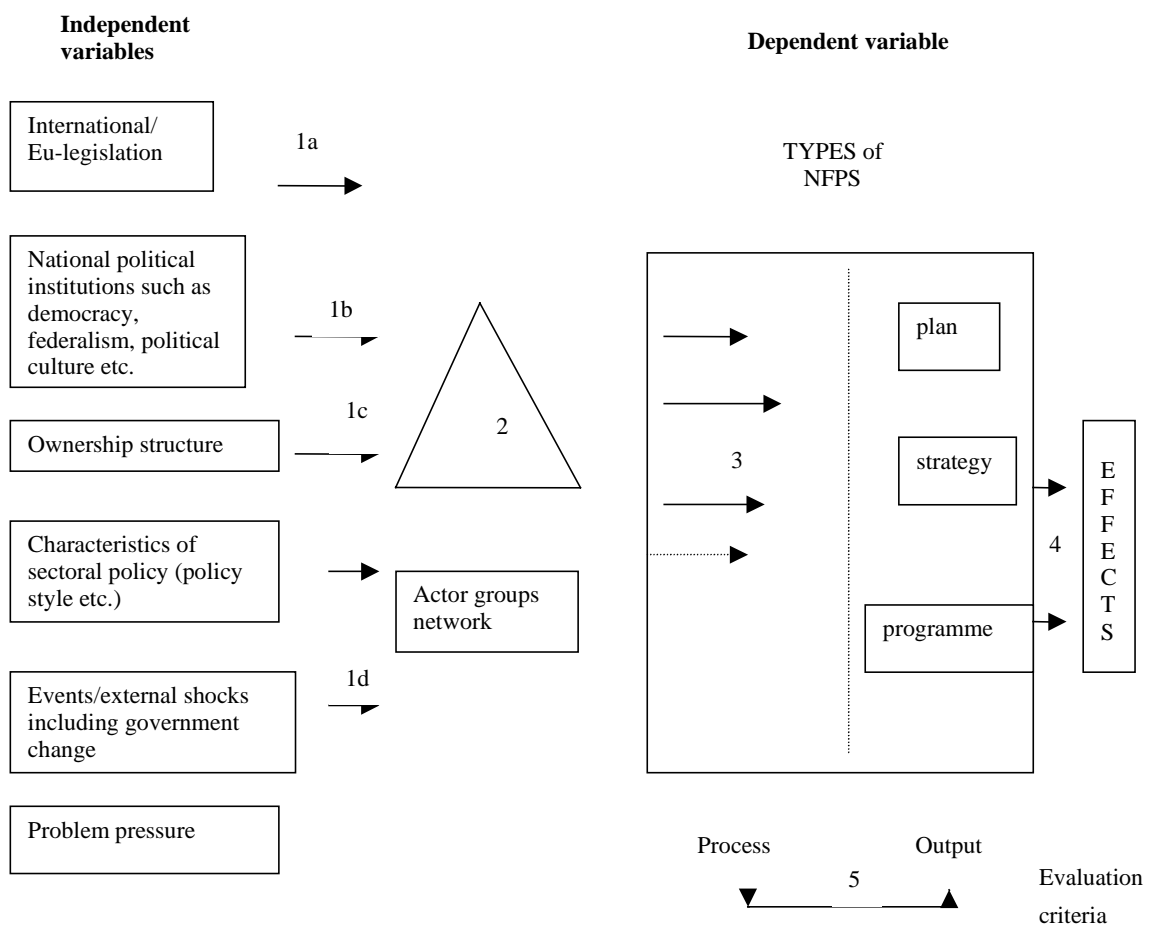 Independent
variables
Dependent variable
International/
Eu-legislation
1a
TYPES of
NFPS
National political
institutions such as
democracy,
federalism, political
culture etc.
1b
plan
1c
Ownership structure
2
3
strategy
4
E
F
F
E
C
T
S
Characteristics of
sectoral policy (policy
style etc.)
Actor groups
network
programme
1d
Events/external shocks
including government
change
Problem pressure
Process
Output
5
Evaluation
criteria